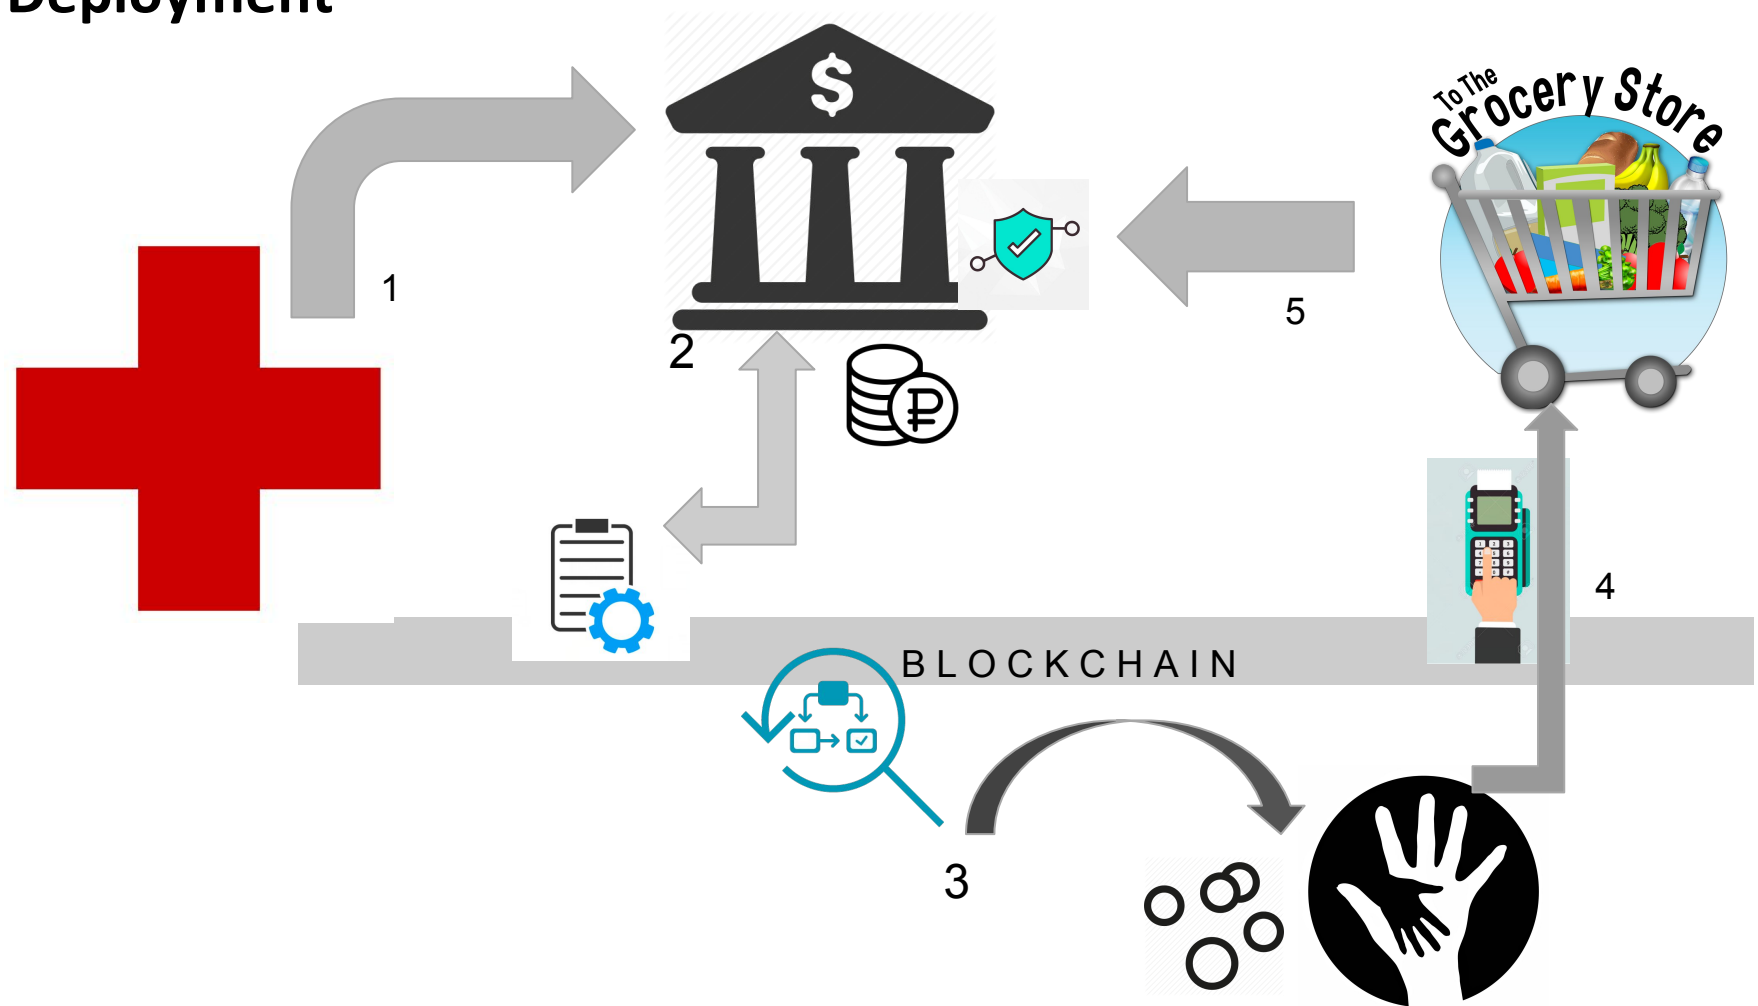 Deployment
$
To The
Grocery Store
1
2
5
4
BLOCKCHAIN
3